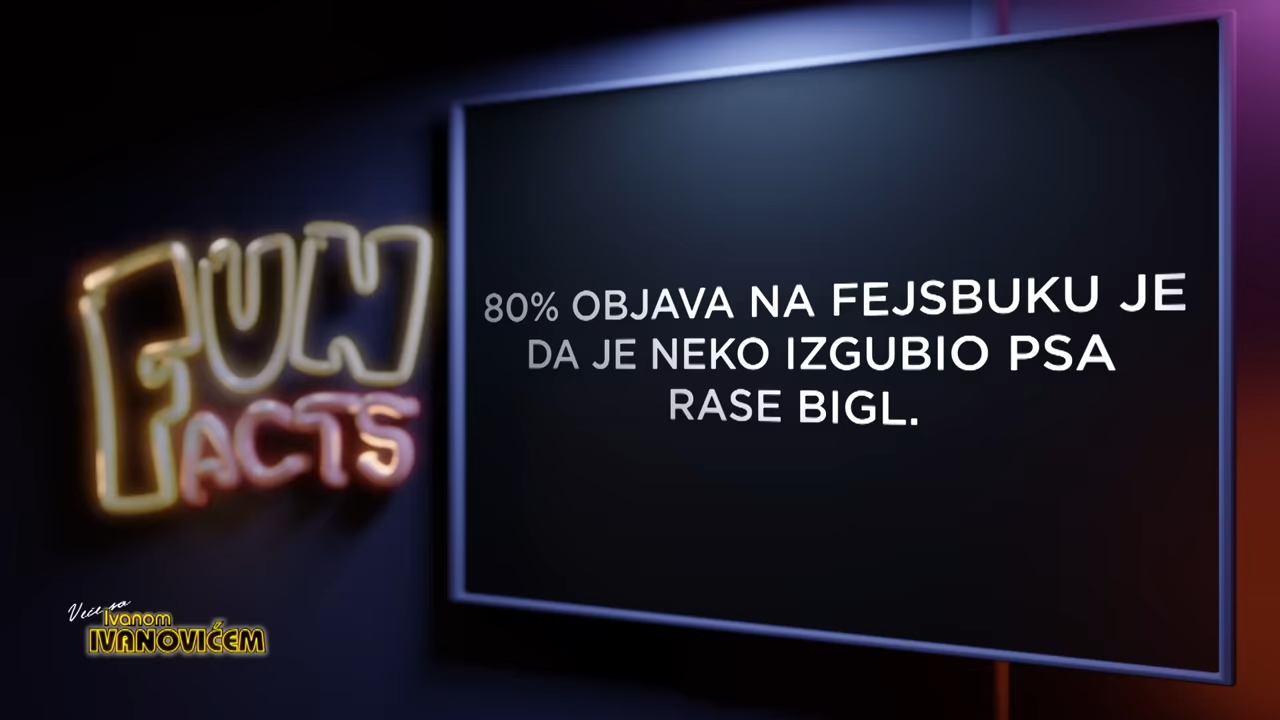 FUN
FACTS
80% OBJAVA NA FEJSBUKU JE
DA JE NEKO IZGUBIO PSA
RASE BIGL.
Veče sa
Ivanom
IVANOVIĆEM